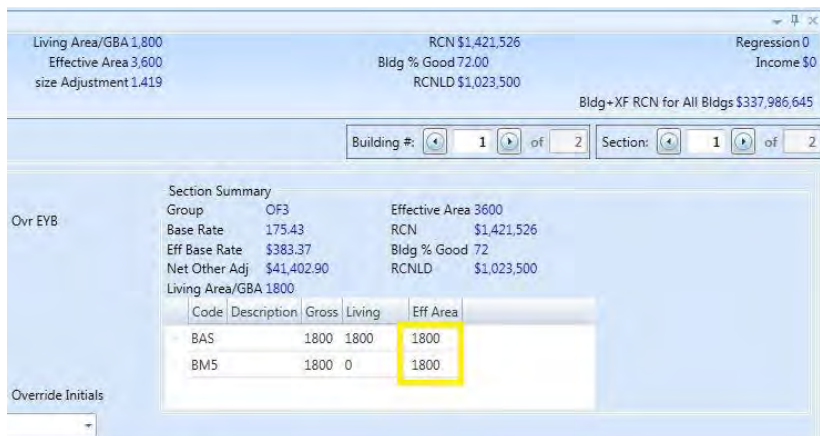 Living Area/GBA 1,800 RCN $1,421,526 Regression 0
Effective Area 3,600 Bldg % Good 72.00 Income $0
size Adjustment 1.419 RCNLD $1,023,500
Bldg+XF RCN for All Bldgs $337,986,645
Building #: 1 of 2 Section: 1 of 2
Section Summary
Ovr EYB
Group OF3 Effective Area 3600
Base Rate 175.43 RCN $1,421,526
Eff Base Rate $383.37 Bldg % Good 72
Net Other Adj $41,402.90 RCNLD $1,023,500
Living Area/GBA 1800
Code Description Gross Living Eff Area
BAS 1800 1800 1800
BM5 1800 0 1800
Override Initials